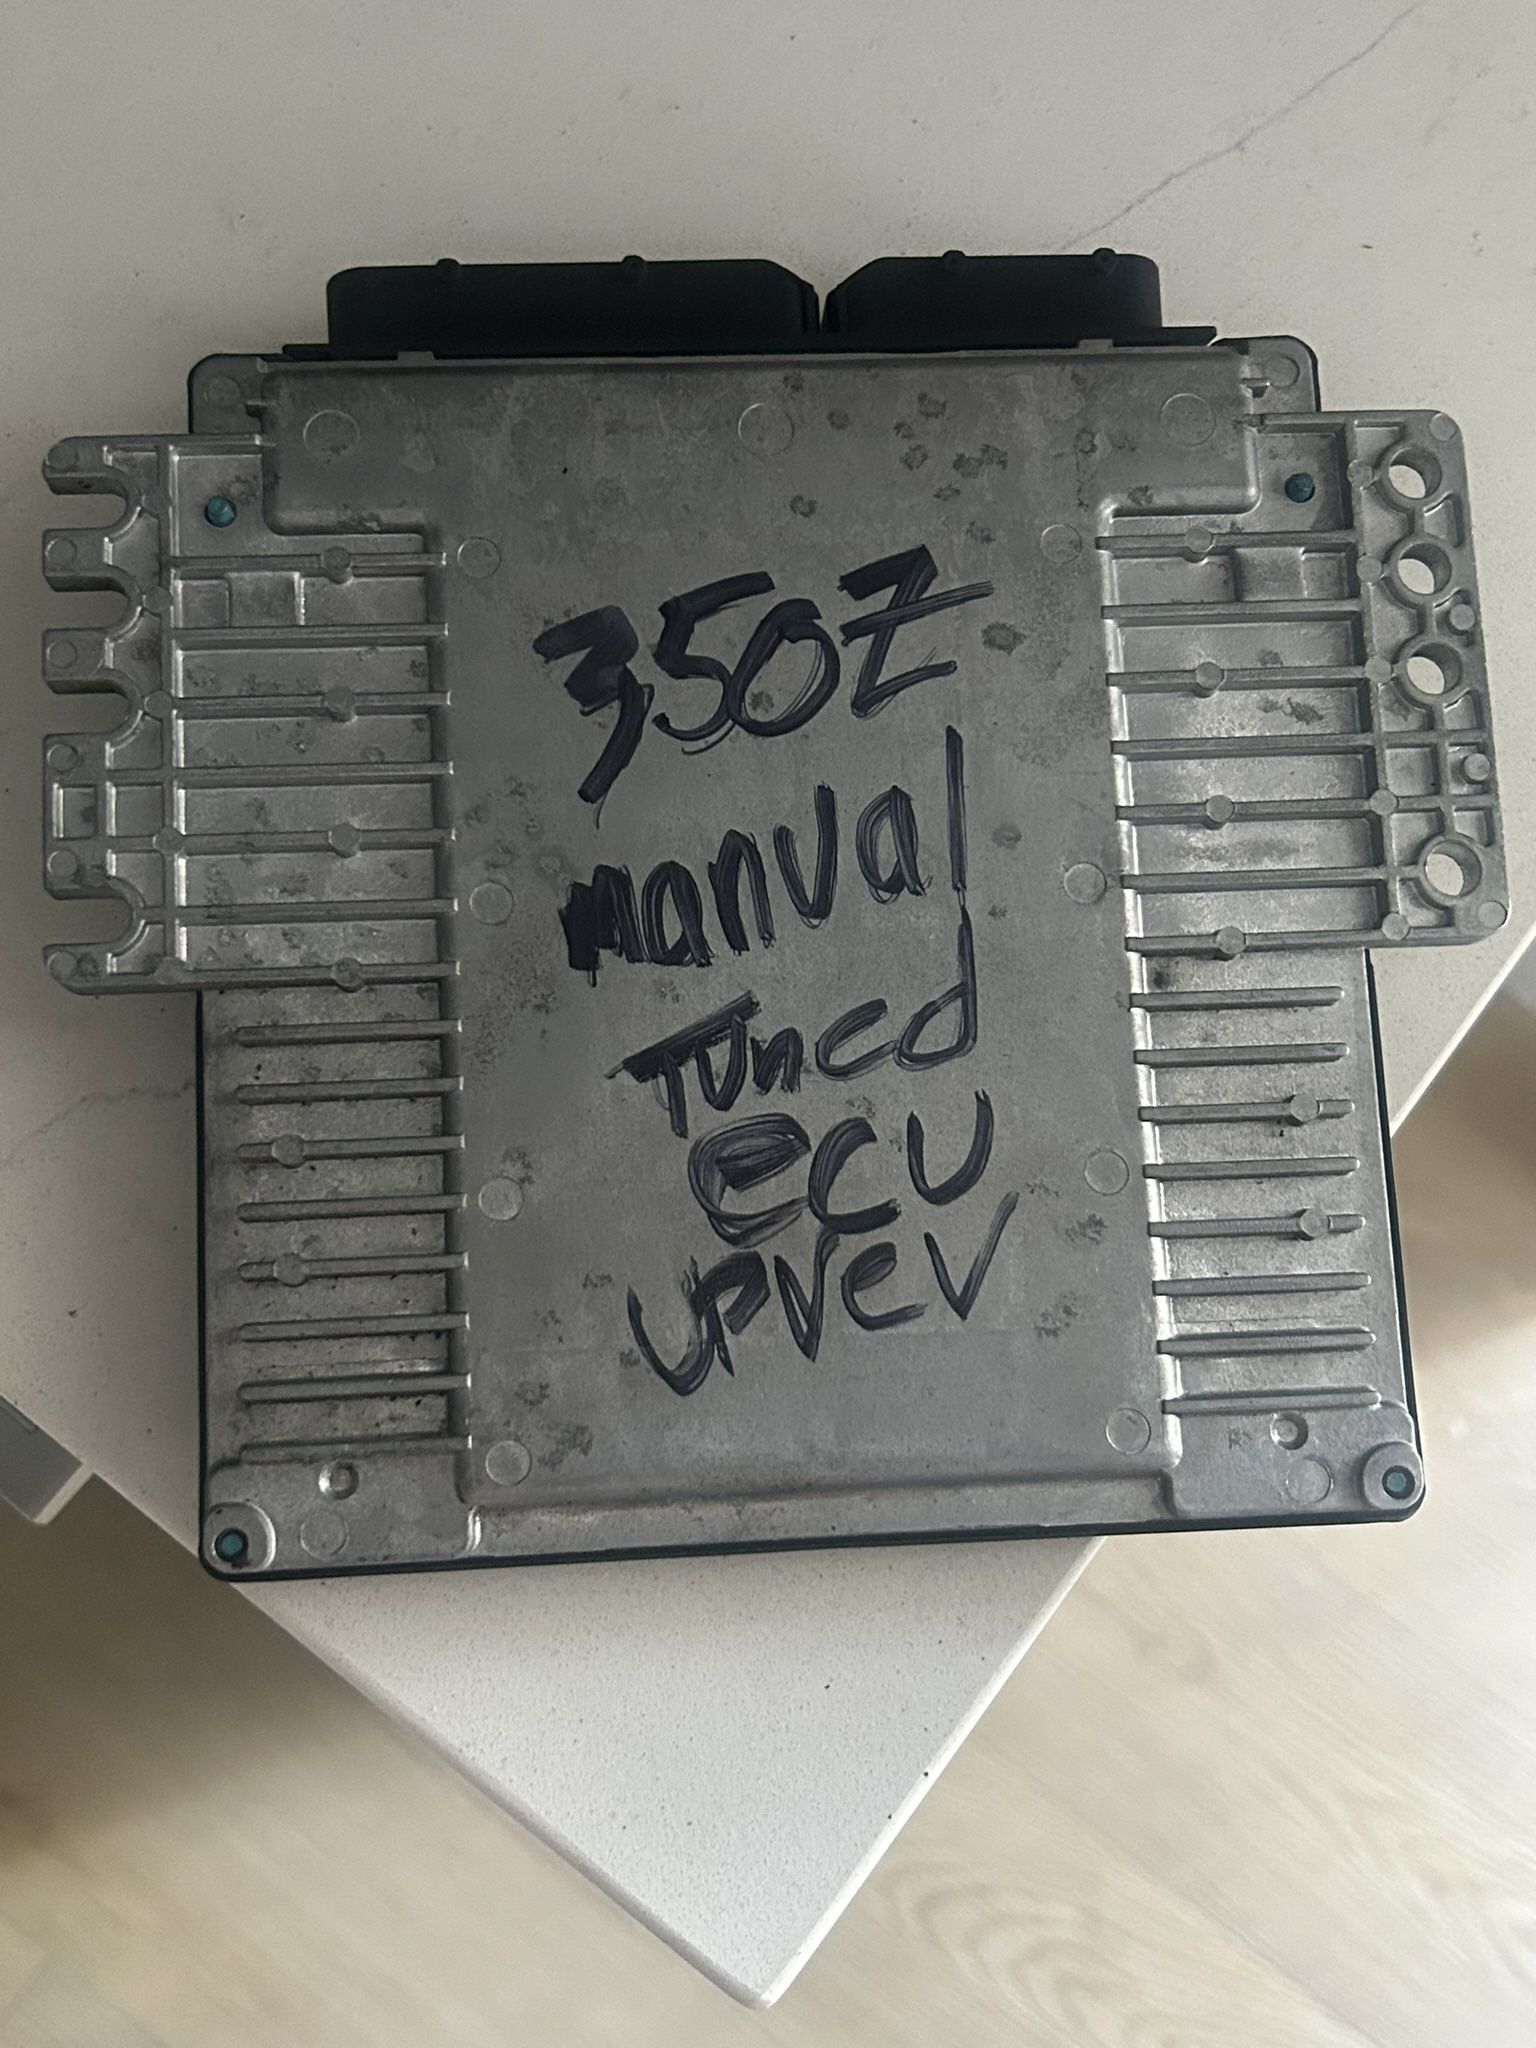 350Z
manual
Tuned
ECU
UPREV